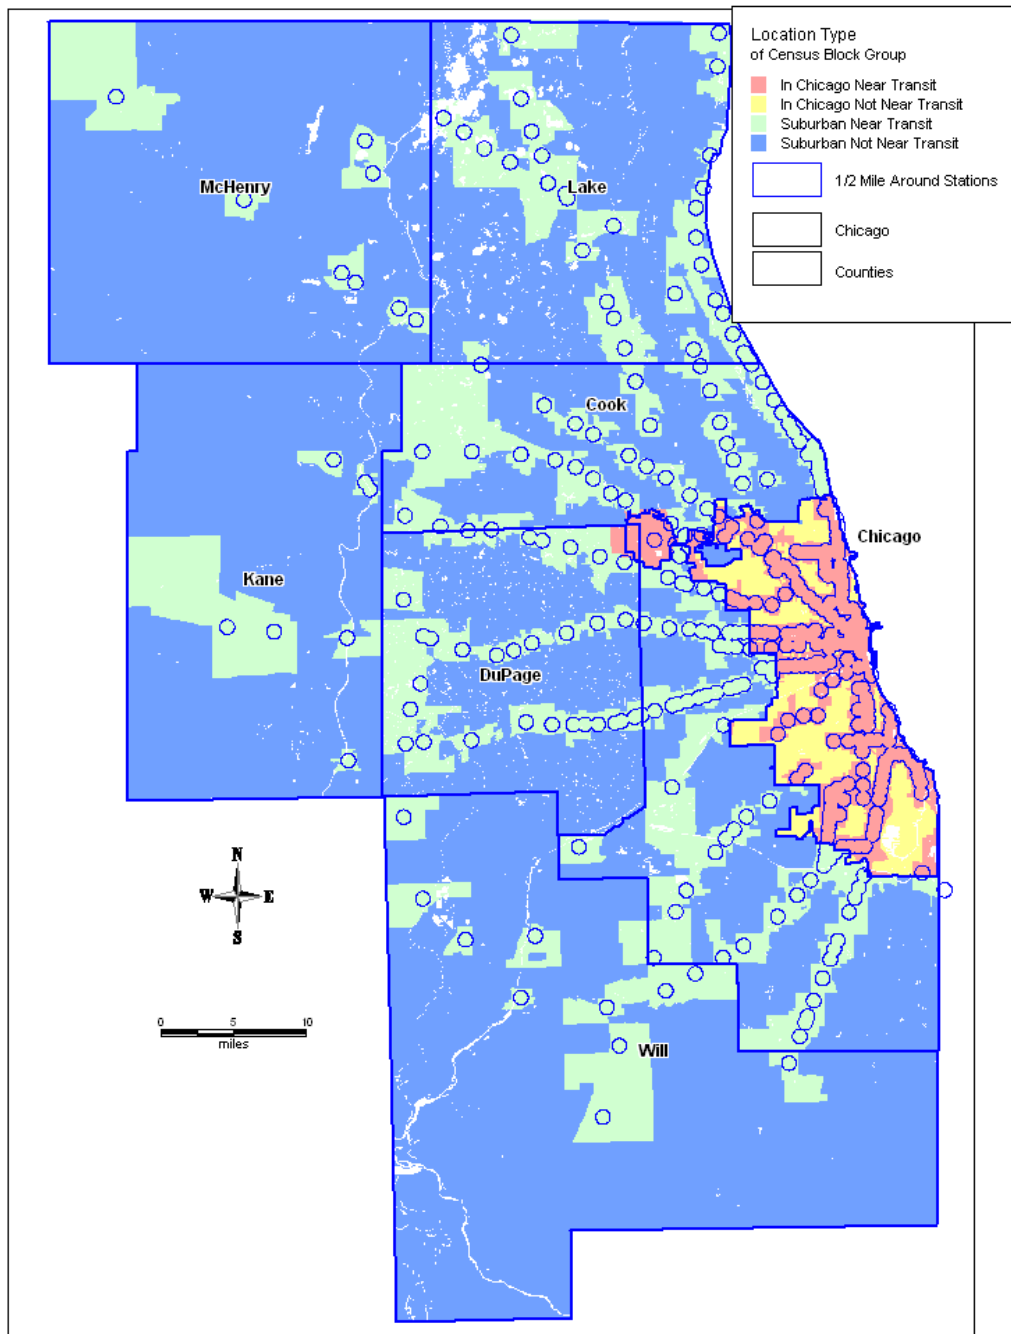 Location Type
of Census Block Group
In Chicago Near Transit
In Chicago Not Near Transit
Suburban Near Transit
Suburban Not Near Transit
1/2 Mile Around Stations
Chicago
Counties
McHenry
Lake
Cook
Chicago
Kane
DuPage
N
W E
S
0 5 10
miles
Will